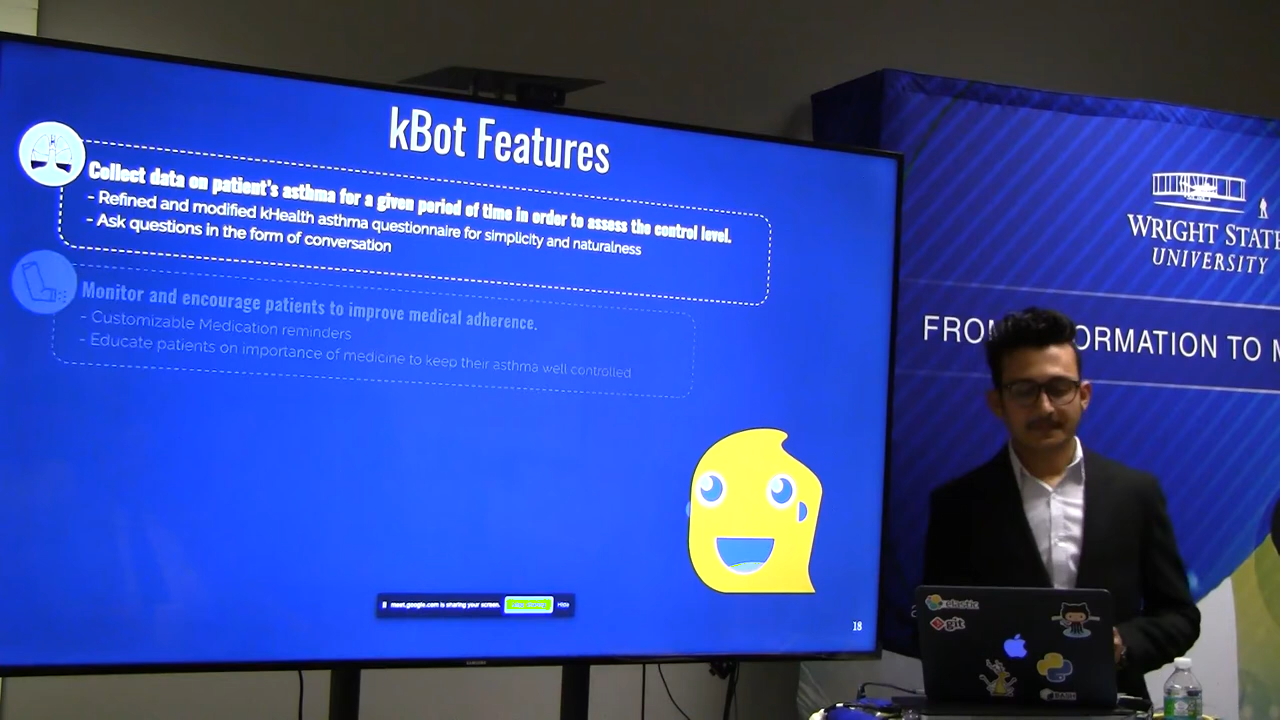 kBot Features
Collect data on patient's asthma for a given period of time in order to assess the control level.
- Refined and modified kHealth asthma questionnaire for simplicity and naturalness
- Ask questions in the form of conversation
Monitor and encourage patients to improve medical adherence.
- Customizable Medication reminders
- Educate patients on importance of medicine to keep their asthma well controlled
meet.google.com is sharing your screen.
Hide
18
SAMSUNG
WRIGHT STATE
UNIVERSITY
FROM
ORMATION TO M
elastic
git
BASH